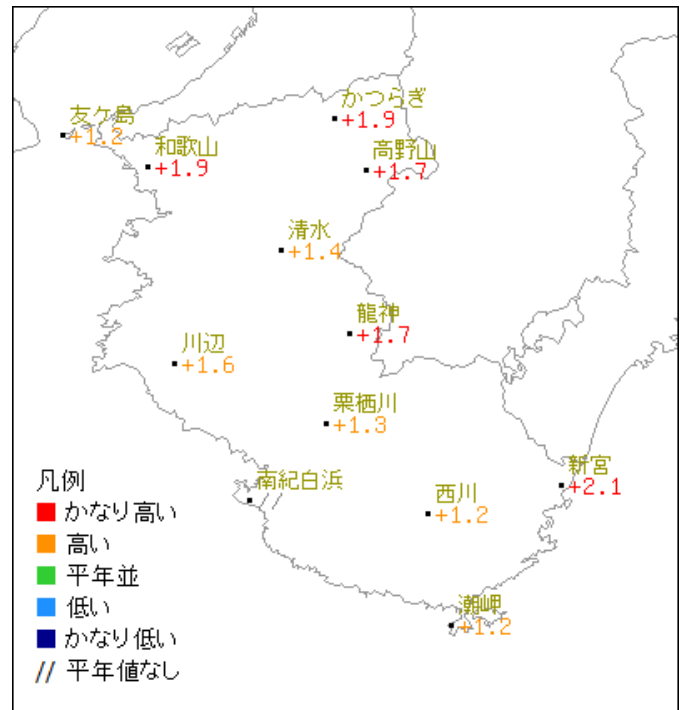 かつらぎ
+1.9
友ケ島
+1.2
和歌山
+1.9
高野山
+1.7
清水
+1.4
龍神
+1.7
川辺
+1.6
栗栖川
+1.3
南紀白浜
//
西川
+1.2
新宮
+2.1
潮岬
+1.2
凡例
かなり高い
高い
平年並
低い
かなり低い
// 平年値なし